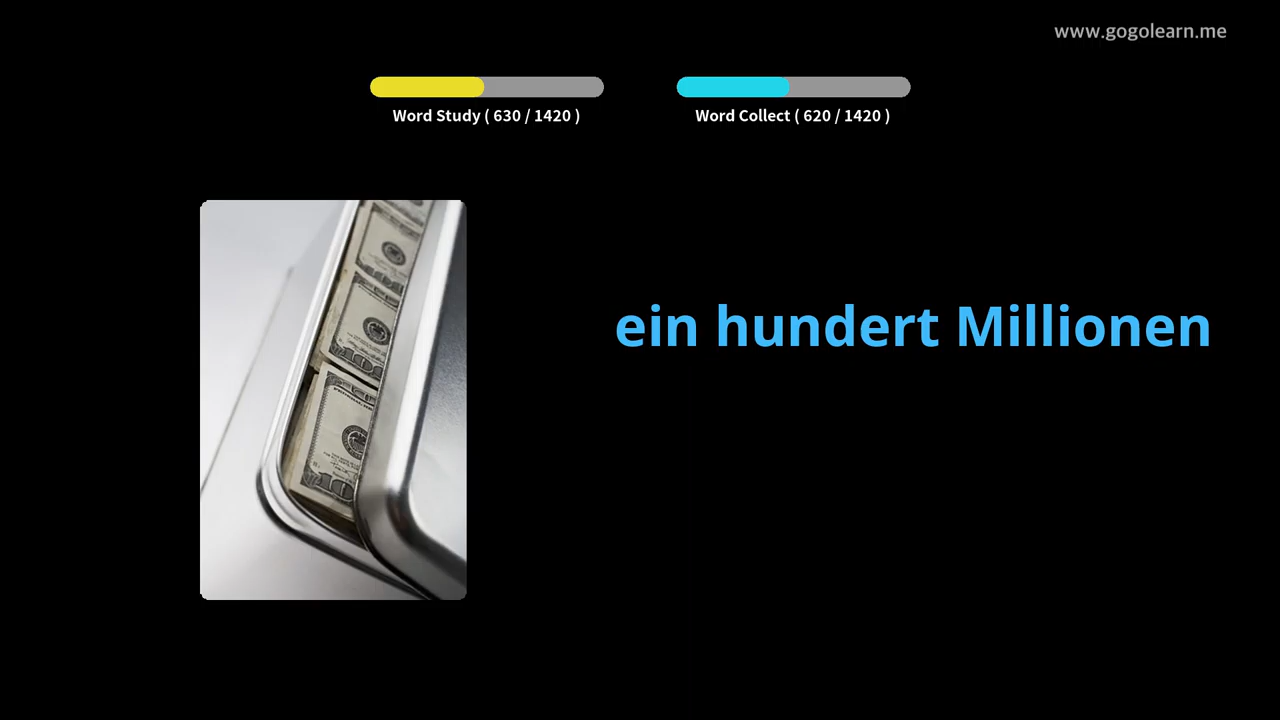 www.gogolearn.me
Word Study ( 630 / 1420 )
Word Collect ( 620 / 1420 )
ein hundert Millionen